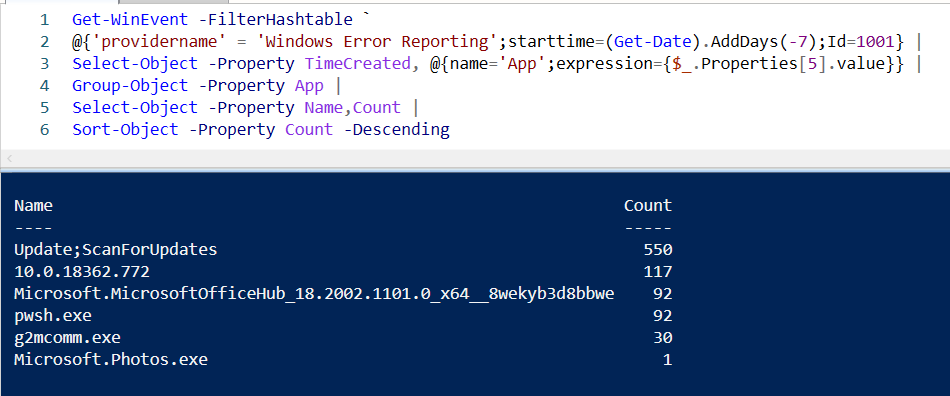 1 Get-WinEvent -FilterHashtable `
2 @{'providername' = 'Windows Error Reporting';starttime=(Get-Date).AddDays(-7);Id=1001} |
3 Select-Object -Property TimeCreated, @{name='App';expression={$_.Properties[5].value}} |
4 Group-Object -Property App |
5 Select-Object -Property Name,Count |
6 Sort-Object -Property Count -Descending
Name Count
---- -----
Update;ScanForUpdates 550
10.0.18362.772 117
Microsoft.MicrosoftOfficeHub_18.2002.1101.0_x64__8wekyb3d8bbwe 92
pwsh.exe 92
g2mcomm.exe 30
Microsoft.Photos.exe 1